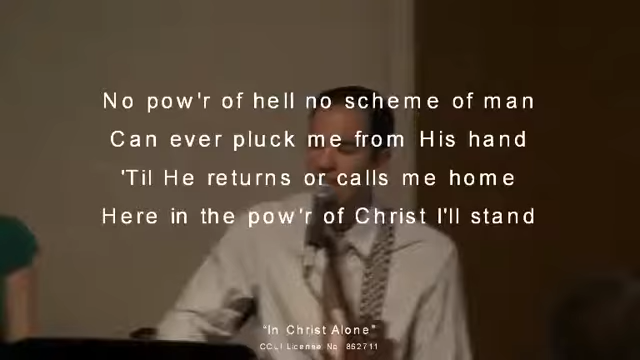 No pow'r of hell no scheme of man
Can ever pluck me from His hand
'Til He returns or calls me home
Here in the pow'r of Christ I'll stand
"In Christ Alone"
CCLI License No. 862711